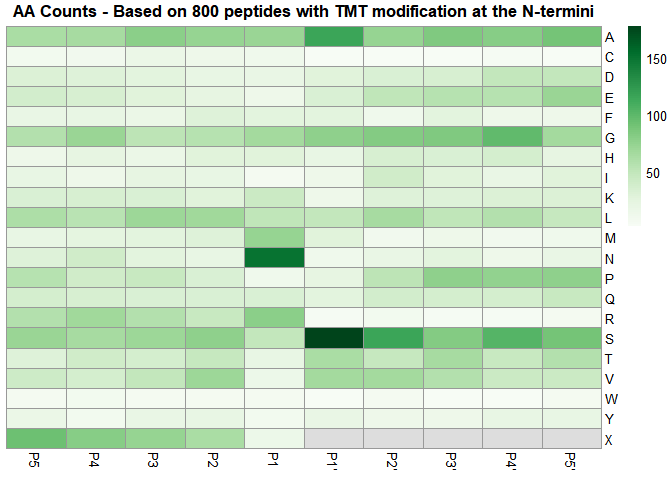 AA Counts - Based on 800 peptides with TMT modification at the N-termini
A
C
D
E
F
G
H
I
K
L
M
N
P
Q
R
S
T
V
W
Y
X
P5
P4
P3
P2
P1
P1'
P2'
P3'
P4'
P5'
150
100
50